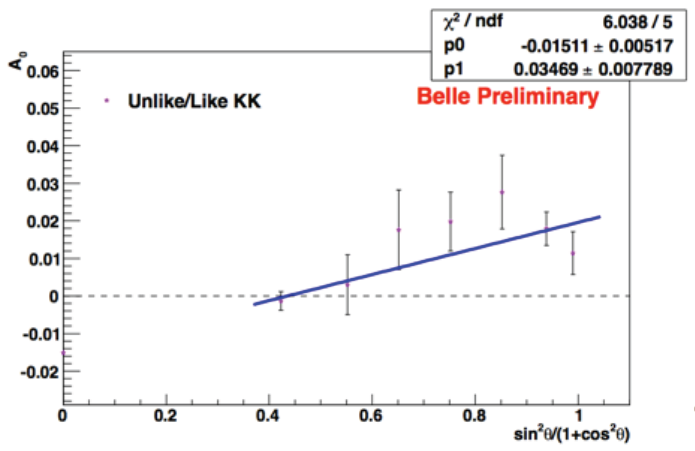 χ² / ndf 6.038 / 5
p0 -0.01511 ± 0.00517
p1 0.03469 ± 0.007789
A₀
Unlike/Like KK
Belle Preliminary
0.06
0.05
0.04
0.03
0.02
0.01
0
-0.01
-0.02
0 0.2 0.4 0.6 0.8 1
sin²θ/(1+cos²θ)